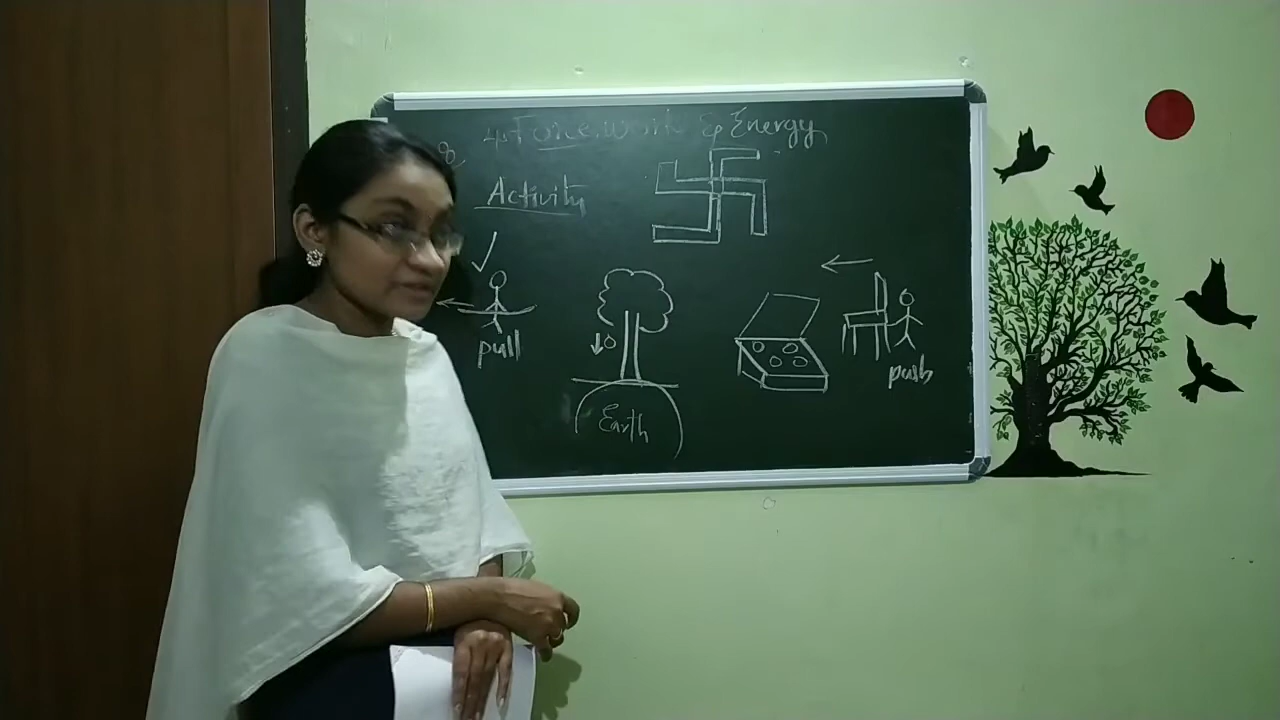 Force, work & Energy
Activity
pull
push
Earth